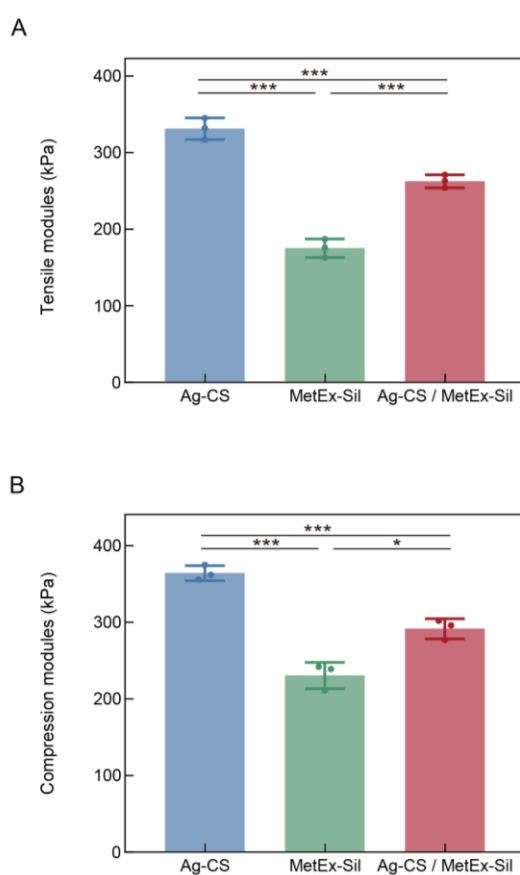 A
Tensile modules (kPa)
400
300
200
100
0
***
***
***
Ag-CS
MetEx-Sil
Ag-CS / MetEx-Sil
B
Compression modules (kPa)
400
300
200
100
0
***
***
*
Ag-CS
MetEx-Sil
Ag-CS / MetEx-Sil